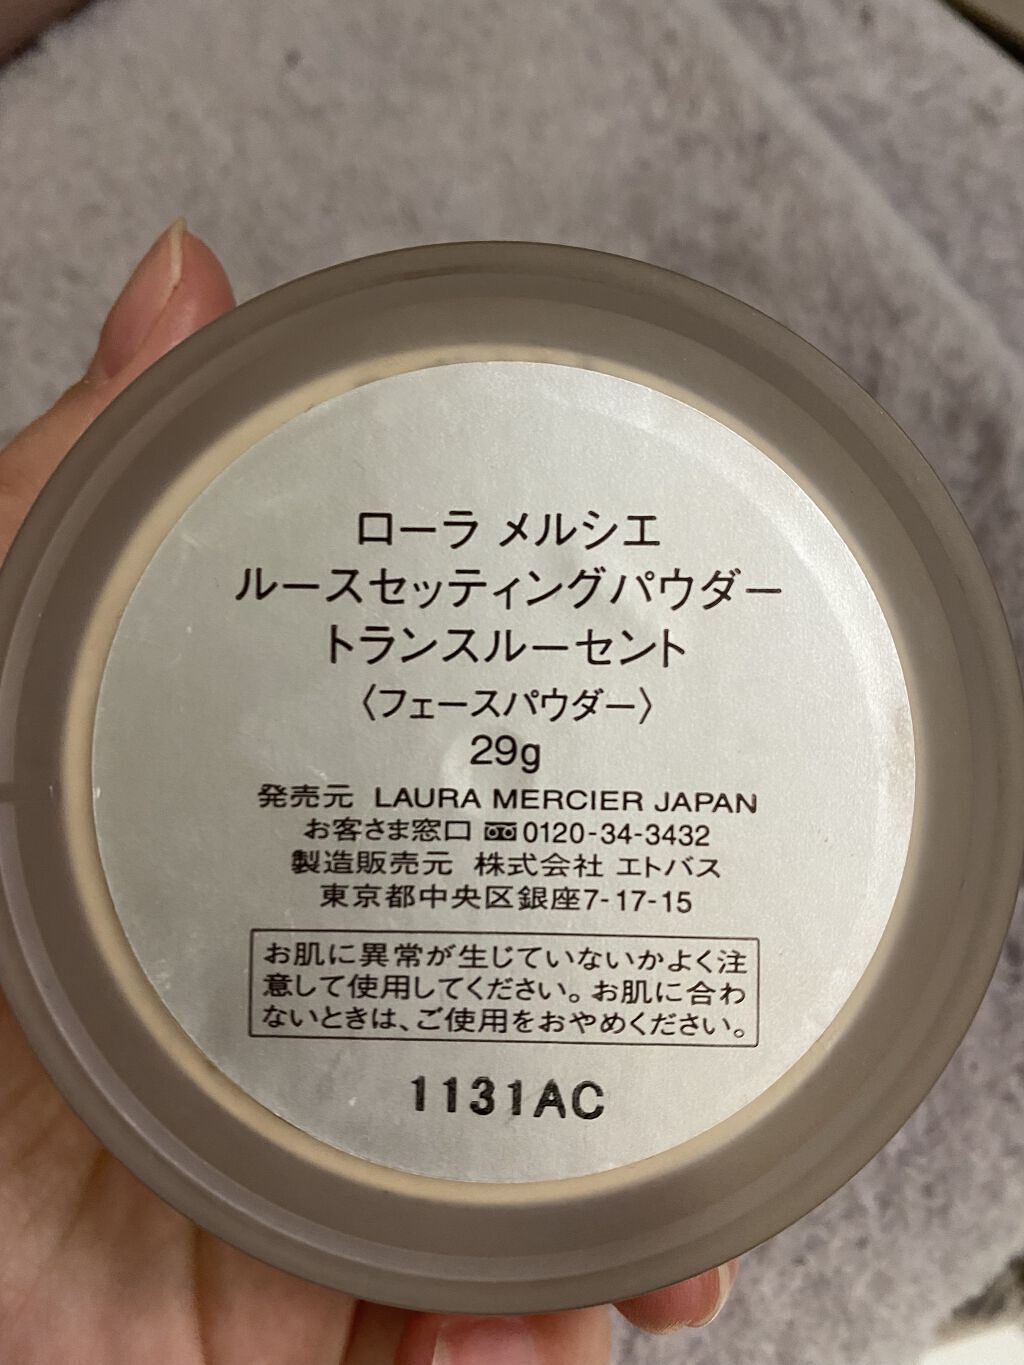 ローラ メルシエ
ルースセッティングパウダー
トランスルーセント
〈フェースパウダー〉
29g
発売元 LAURA MERCIER JAPAN
お客さま窓口 0120-34-3432
製造販売元 株式会社 エトバス
東京都中央区銀座7-17-15
お肌に異常が生じていないかよく注
意して使用してください。お肌に合わ
ないときは、ご使用をおやめください。
1131AC